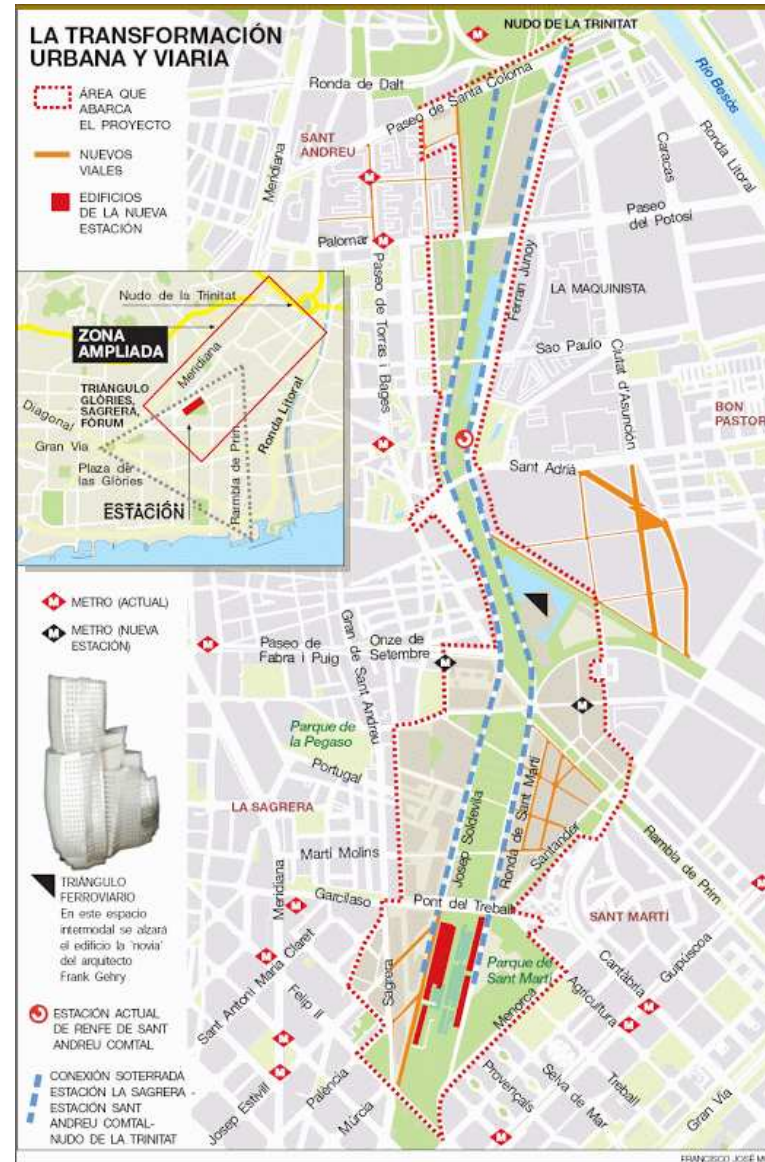 LA TRANSFORMACIÓN
URBANA Y VIARIA
ÁREA QUE
ABARCA
EL PROYECTO
NUEVOS
VIALES
EDIFICIOS
DE LA NUEVA
ESTACIÓN
NUDO DE LA TRINITAT
Ronda de Dalt
Paseo de Santa Coloma
Río Besòs
Ronda Litoral
SANT
ANDREU
Meridiana
Caracas
Palomar
Paseo
del Potosí
Paseo de Torras i Bages
Ferran Junoy
LA MAQUINISTA
Sao Paulo
Ciutat d'Asunción
BON
PASTOR
Sant Adrià
Nudo de la Trinitat
ZONA
AMPLIADA
Meridiana
TRIÁNGULO
GLÒRIES,
SAGRERA,
FÒRUM
Diagonal
Gran Via
Plaza de
las Glòries
ESTACIÓN
Rambla de Prim
Ronda Litoral
M METRO (ACTUAL)
M METRO (NUEVA
ESTACIÓN)
Paseo de
Fabra i Puig
Gran de Sant Andreu
Onze de
Setembre
Parque de
la Pegaso
Portugal
LA SAGRERA
Martí Molins
Meridiana
Garcilaso
Josep Soldevila
Ronda de Sant Martí
Santander
Rambla de Prim
Pont del Treball
SANT MARTÍ
TRIÁNGULO
FERROVIARIO
En este espacio
intermodal se alzará
el edificio la 'novia'
del arquitecto
Frank Gehry
Sant Antoni Maria Claret
Felip II
Sagrera
Parque de
Sant Martí
Menorca
Cantàbria
Guipúscoa
Agricultura
ESTACIÓN ACTUAL
DE RENFE DE SANT
ANDREU COMTAL
CONEXIÓN SOTERRADA
ESTACIÓN LA SAGRERA -
ESTACIÓN SANT
ANDREU COMTAL-
NUDO DE LA TRINITAT
Josep Estivill
Palència
Múrcia
Provençals
Selva de Mar
Treball
Gran Via
FRANCISCO JOSÉ